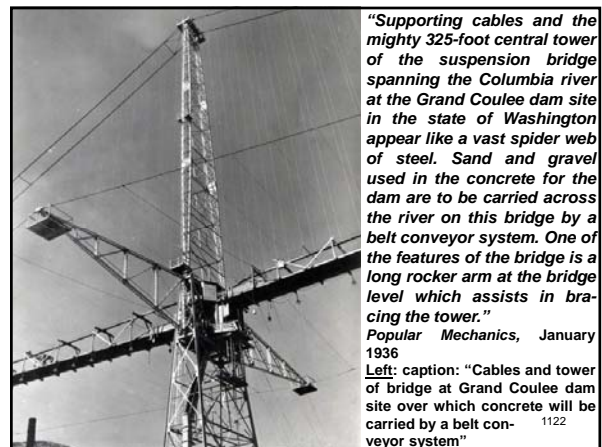 “Supporting cables and the
mighty 325-foot central tower
of the suspension bridge
spanning the Columbia river
at the Grand Coulee dam site
in the state of Washington
appear like a vast spider web
of steel. Sand and gravel
used in the concrete for the
dam are to be carried across
the river on this bridge by a
belt conveyor system. One of
the features of the bridge is a
long rocker arm at the bridge
level which assists in bra-
cing the tower.”
Popular Mechanics, January
1936
Left: caption: “Cables and tower
of bridge at Grand Coulee dam
site over which concrete will be
carried by a belt con-
veyor system”
1122